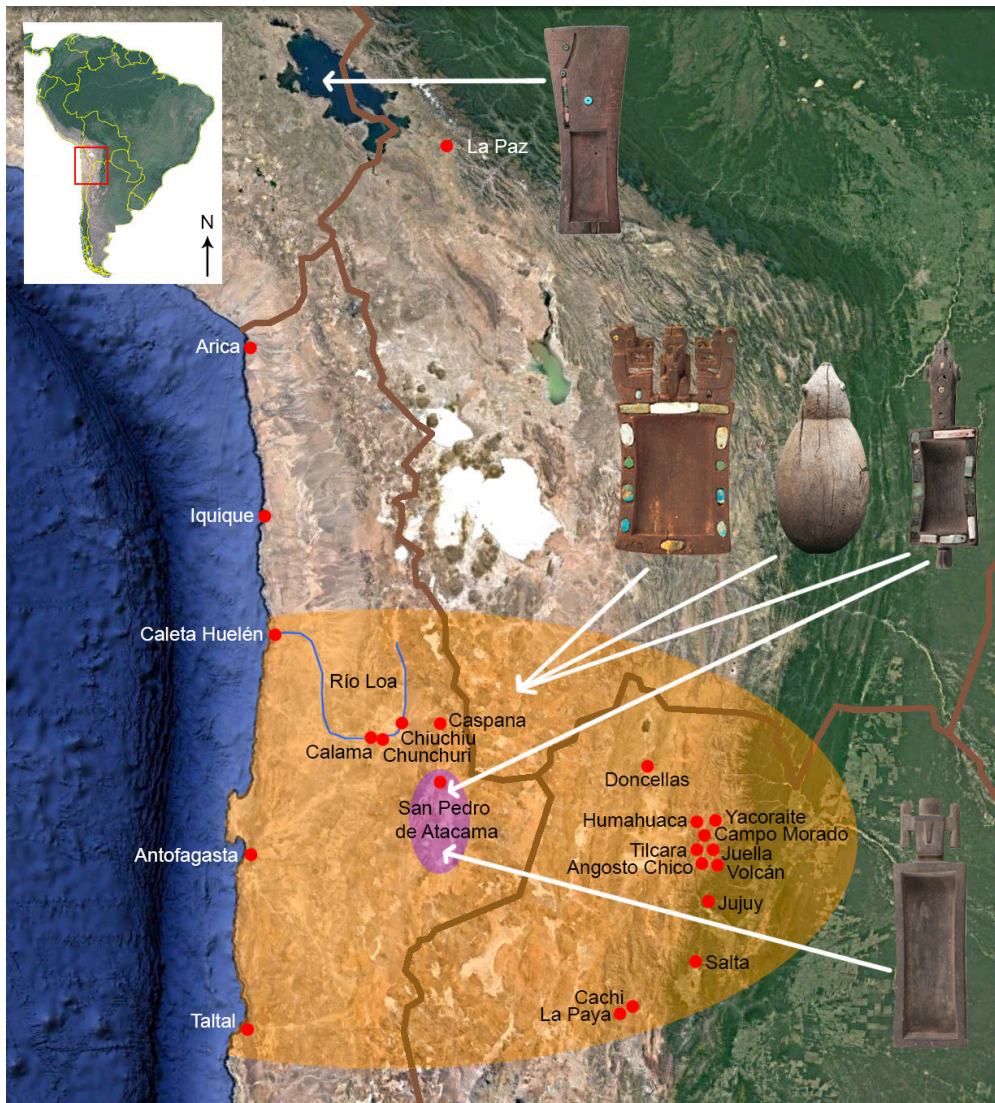 La Paz
N
Arica
Iquique
Caleta Huelén
Río Loa
Caspana
Chiuchiu
Calama
Chunchuri
Doncellas
San Pedro
de Atacama
Humahuaca
Yacoraite
Campo Morado
Tilcara
Juella
Angosto Chico
Volcán
Antofagasta
Jujuy
Salta
Cachi
La Paya
Taltal